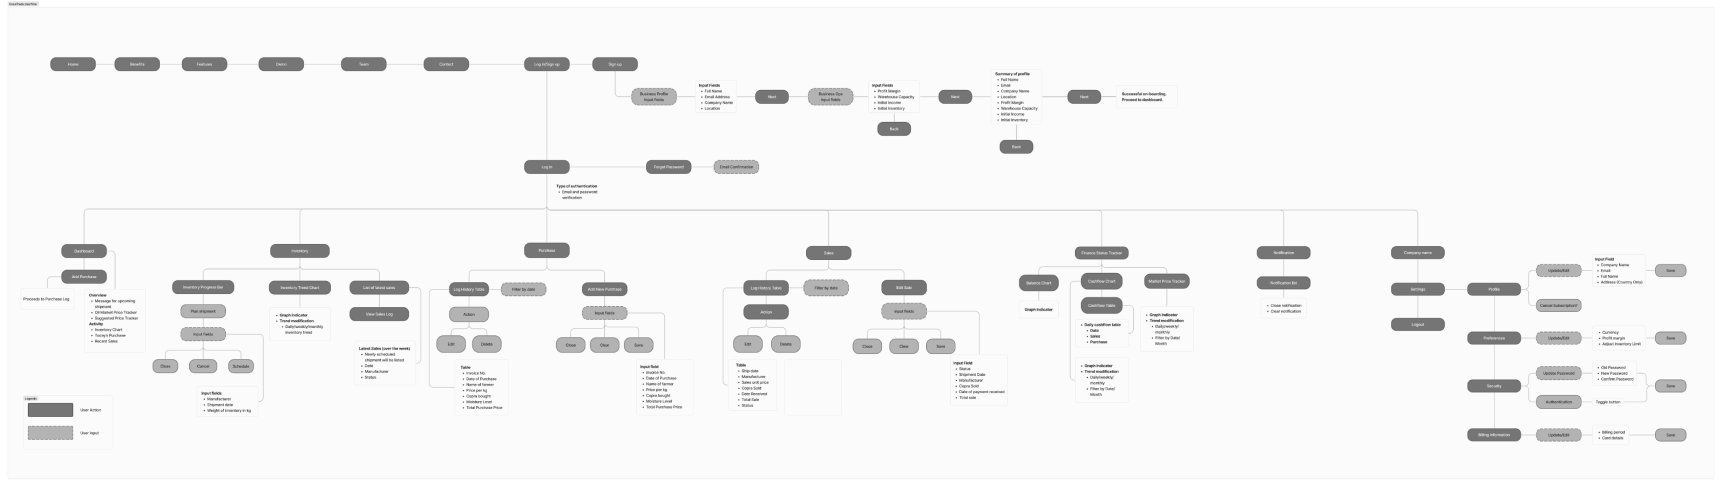 Home
Benefits
Features
Demo
Team
Contact
Log in/Sign up
Sign up
Business Profile
Input fields
Input Fields
• Full Name
• Email Address
• Company Name
• Location
Next
Business Ops
Input fields
Input Fields
• Profit Margin
• Warehouse Capacity
• Initial Income
• Initial Inventory
Back
Next
Summary of profile
• Full Name
• Email
• Company Name
• Location
• Profit Margin
• Warehouse Capacity
• Initial Income
• Initial Inventory
Back
Next
Successful on-boarding.
Proceed to dashboard.
Log in
Forgot Password
Email Confirmation
Type of authentication
• Email and password
verification
Dashboard
Add Purchase
Proceeds to Purchase Log
Overview
• Message for upcoming
shipment
• Oil Market Price Tracker
• Suggested Price Tracker
Activity
• Inventory Chart
• Today's Purchase
• Recent Sales
Inventory
Inventory Progress Bar
Plan shipment
Input fields
Close
Cancel
Schedule
Input fields
• Manufacturer
• Shipment date
• Weight of inventory in kg
Inventory Trend Chart
• Graph Indicator
• Trend modification
• Daily/weekly/monthly
inventory trend
List of latest sales
View Sales Log
Latest Sales (over the week)
• Newly scheduled
shipment will be listed
• Date
• Manufacturer
• Status
Purchase
Log History Table
Filter by date
Action
Edit
Delete
Table
• Invoice No.
• Date of Purchase
• Name of farmer
• Price per kg
• Copra bought
• Moisture Level
• Total Purchase Price
Add New Purchase
Input fields
Close
Clear
Save
Input field
• Invoice No.
• Date of Purchase
• Name of farmer
• Price per kg
• Copra bought
• Moisture Level
• Total Purchase Price
Sales
Log History Table
Filter by date
Action
Edit
Delete
Table
• Ship date
• Manufacturer
• Sales unit price
• Copra Sold
• Date Received
• Total Sale
• Status
Add Sale
Input fields
Close
Clear
Save
Input Field
• Status
• Shipment Date
• Manufacturer
• Copra Sold
• Date of payment received
• Total sale
Finance Status Tracker
Balance Chart
Graph Indicator
Cashflow Chart
Cashflow Table
• Daily cashflow table
• Date
• Sales
• Purchase
• Graph Indicator
• Trend modification
• Daily/weekly/
monthly
• Filter by Date/
Month
Market Price Tracker
• Graph Indicator
• Trend modification
• Daily/weekly/
monthly
• Filter by Date/
Month
Notification
Notification list
• Close notification
• Clear notification
Company name
Settings
Logout
Profile
Update/Edit
Input Field
• Company Name
• Email
• Full Name
• Address (Country Only)
Save
Cancel Subscription?
Preferences
Update/Edit
• Currency
• Profit margin
• Adjust Inventory Limit
Save
Security
Update Password
• Old Password
• New Password
• Confirm Password
Save
Authentication
Toggle button
Billing Information
Update/Edit
• Billing period
• Card details
Save
Legends
User Action
User Input